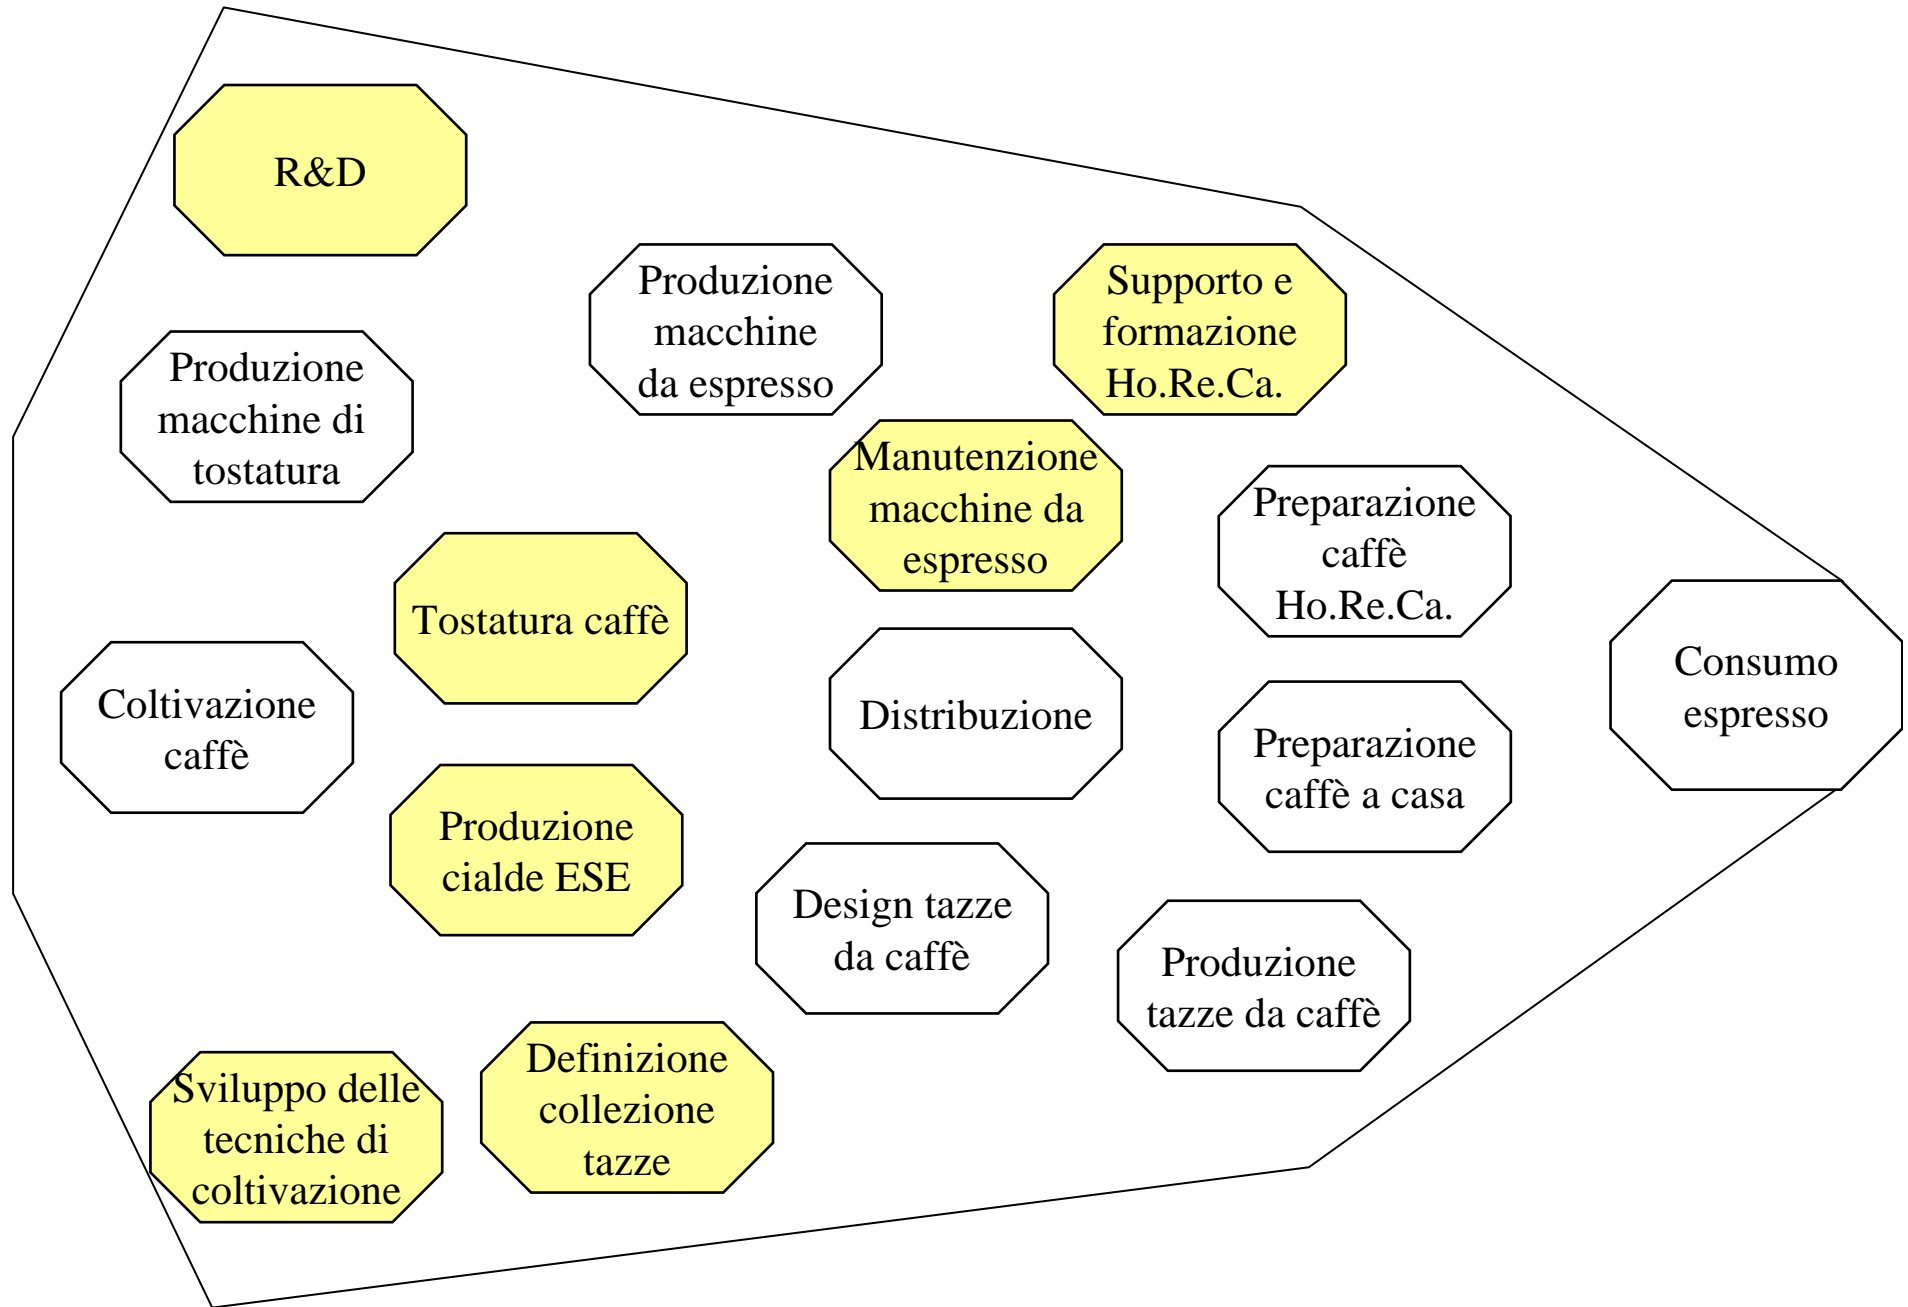 R&D
Produzione
macchine
da espresso
Supporto e
formazione
Ho.Re.Ca.
Produzione
macchine di
tostatura
Manutenzione
macchine da
espresso
Preparazione
caffè
Ho.Re.Ca.
Tostatura caffè
Coltivazione
caffè
Distribuzione
Consumo
espresso
Preparazione
caffè a casa
Produzione
cialde ESE
Design tazze
da caffè
Produzione
tazze da caffè
Sviluppo delle
tecniche di
coltivazione
Definizione
collezione
tazze